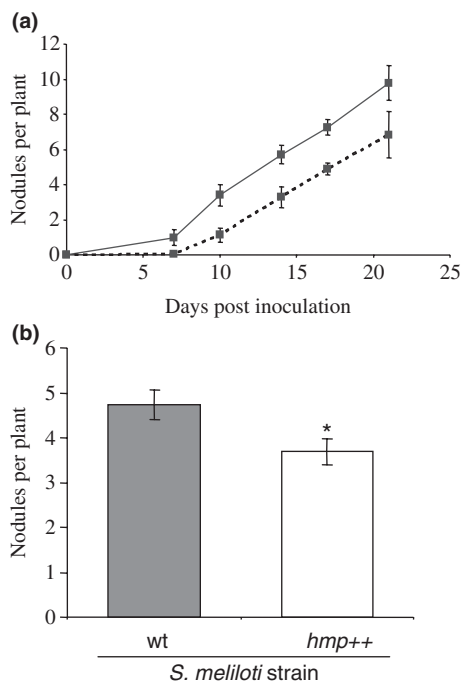 (a)
12
10
8
6
4
2
0
Nodules per plant
0 5 10 15 20 25
Days post inoculation
(b)
6
5
4
3
2
1
0
Nodules per plant
*
wt hmp++
S. meliloti strain